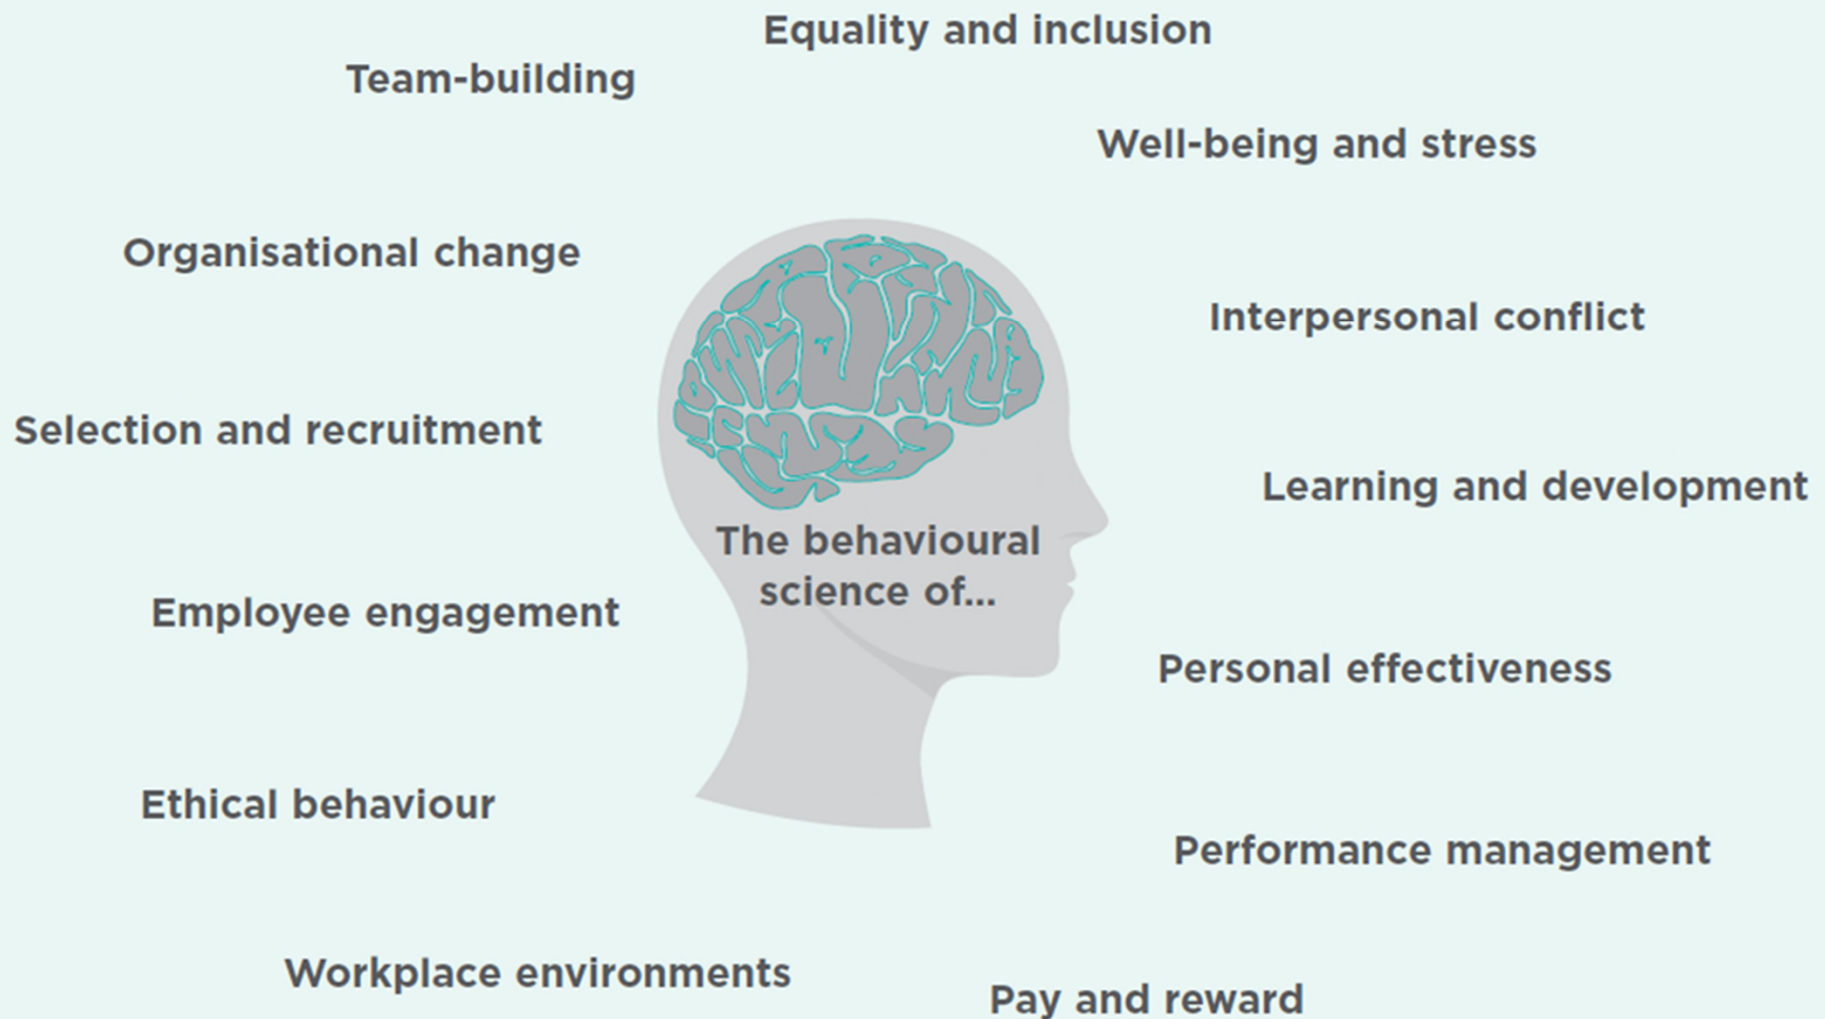 Equality and inclusion
Team-building
Well-being and stress
Organisational change
Interpersonal conflict
Selection and recruitment
Learning and development
The behavioural
science of...
Employee engagement
Personal effectiveness
Ethical behaviour
Performance management
Workplace environments
Pay and reward